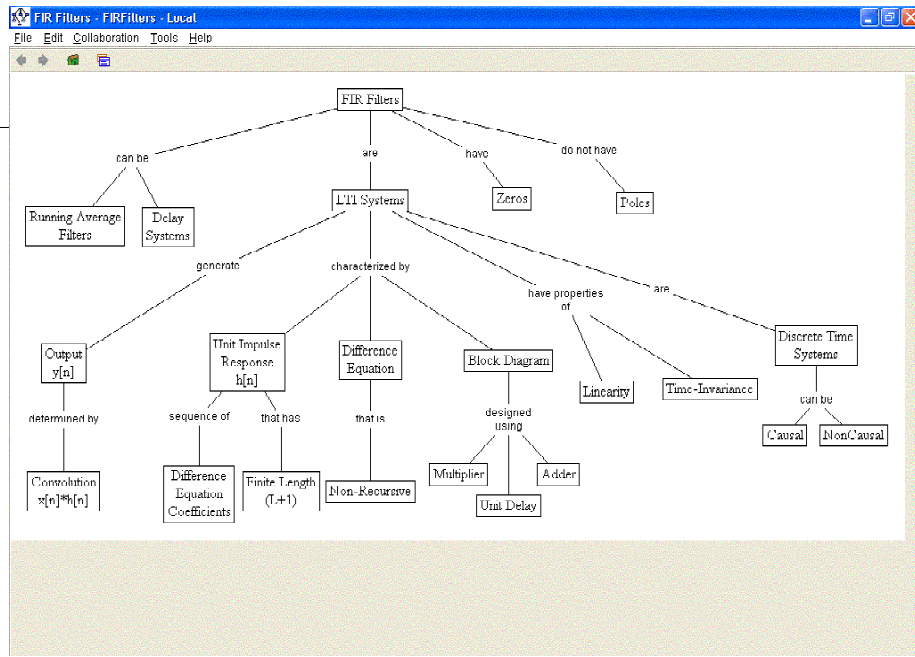 FIR Filters - FIRFilters - Local
File Edit Collaboration Tools Help
FIR Filters
can be
are
have
do not have
Running Average
Filters
Delay
Systems
LTI Systems
Zeros
Poles
generate
characterized by
have properties
of
are
Output
y[n]
Unit Impulse
Response
h[n]
Difference
Equation
Block Diagram
Linearity
Time-Invariance
Discrete Time
Systems
determined by
sequence of
that has
that is
designed
using
can be
Causal
NonCausal
Convolution
x[n]*h[n]
Difference
Equation
Coefficients
Finite Length
(L+1)
Non-Recursive
Multiplier
Unit Delay
Adder